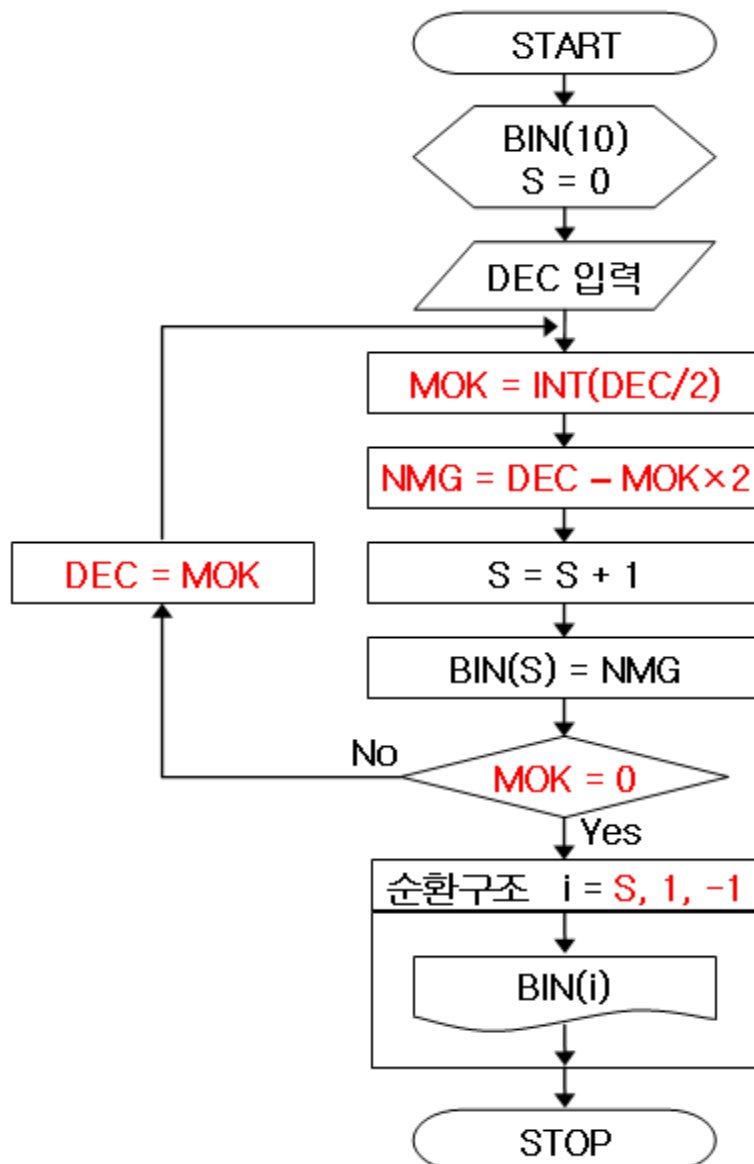 START
BIN(10)
S = 0
DEC 입력
MOK = INT(DEC/2)
NMG = DEC – MOK×2
DEC = MOK
S = S + 1
BIN(S) = NMG
No
MOK = 0
Yes
순환구조 i = S, 1, -1
BIN(i)
STOP